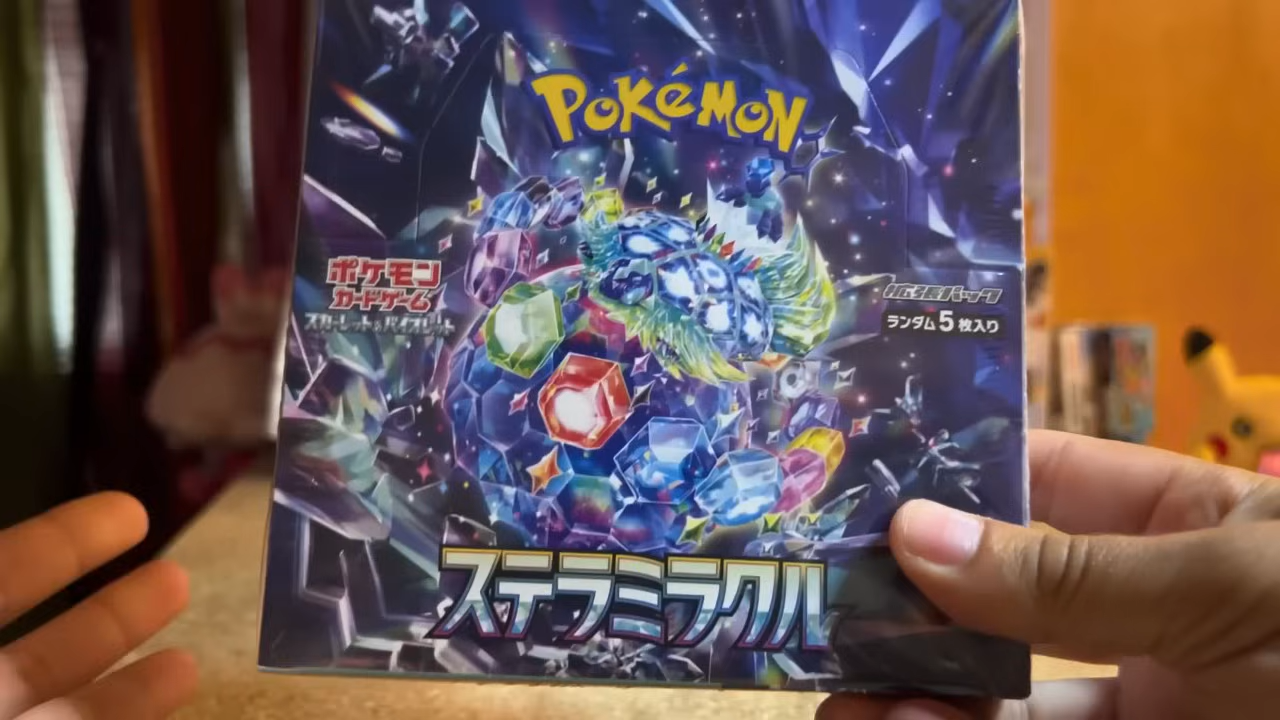 POKéMON
ポケモン
カードゲーム
スカーレット&バイオレット
拡張パック
ランダム5枚入り
ステラミラクル